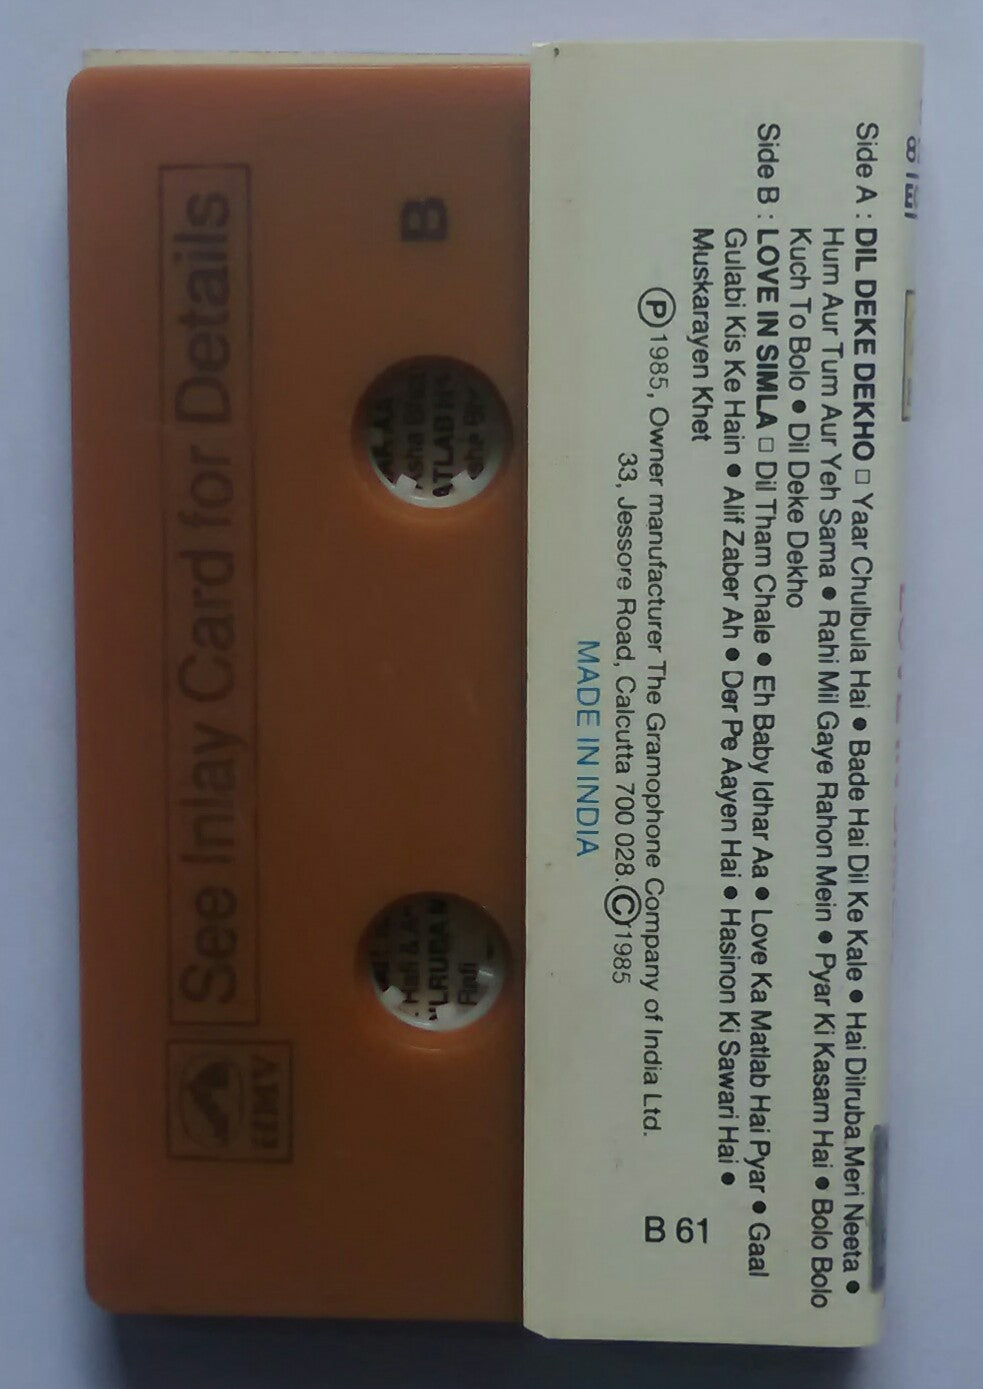 Side A : DIL DEKE DEKHO □ Yaar Chulbula Hai ● Bade Hai Dil Ke Kale ● Hai Dilruba Meri Neeta ●
Hum Aur Tum Aur Yeh Sama ● Rahi Mil Gaye Rahon Mein ● Pyar Ki Kasam Hai ● Bolo Bolo
Kuch To Bolo ● Dil Deke Dekho
Side B : LOVE IN SIMLA □ Dil Tham Chale ● Eh Baby Idhar Aa ● Love Ka Matlab Hai Pyar ● Gaal
Gulabi Kis Ke Hain ● Alif Zaber Ah ● Der Pe Aayen Hai ● Hasinon Ki Sawari Hai ●
Muskarayen Khet
Ⓟ 1985, Owner manufacturer The Gramophone Company of India Ltd.
33, Jessore Road, Calcutta 700 028. Ⓒ 1985
MADE IN INDIA
61
B
B
See Inlay Card for Details
HMV